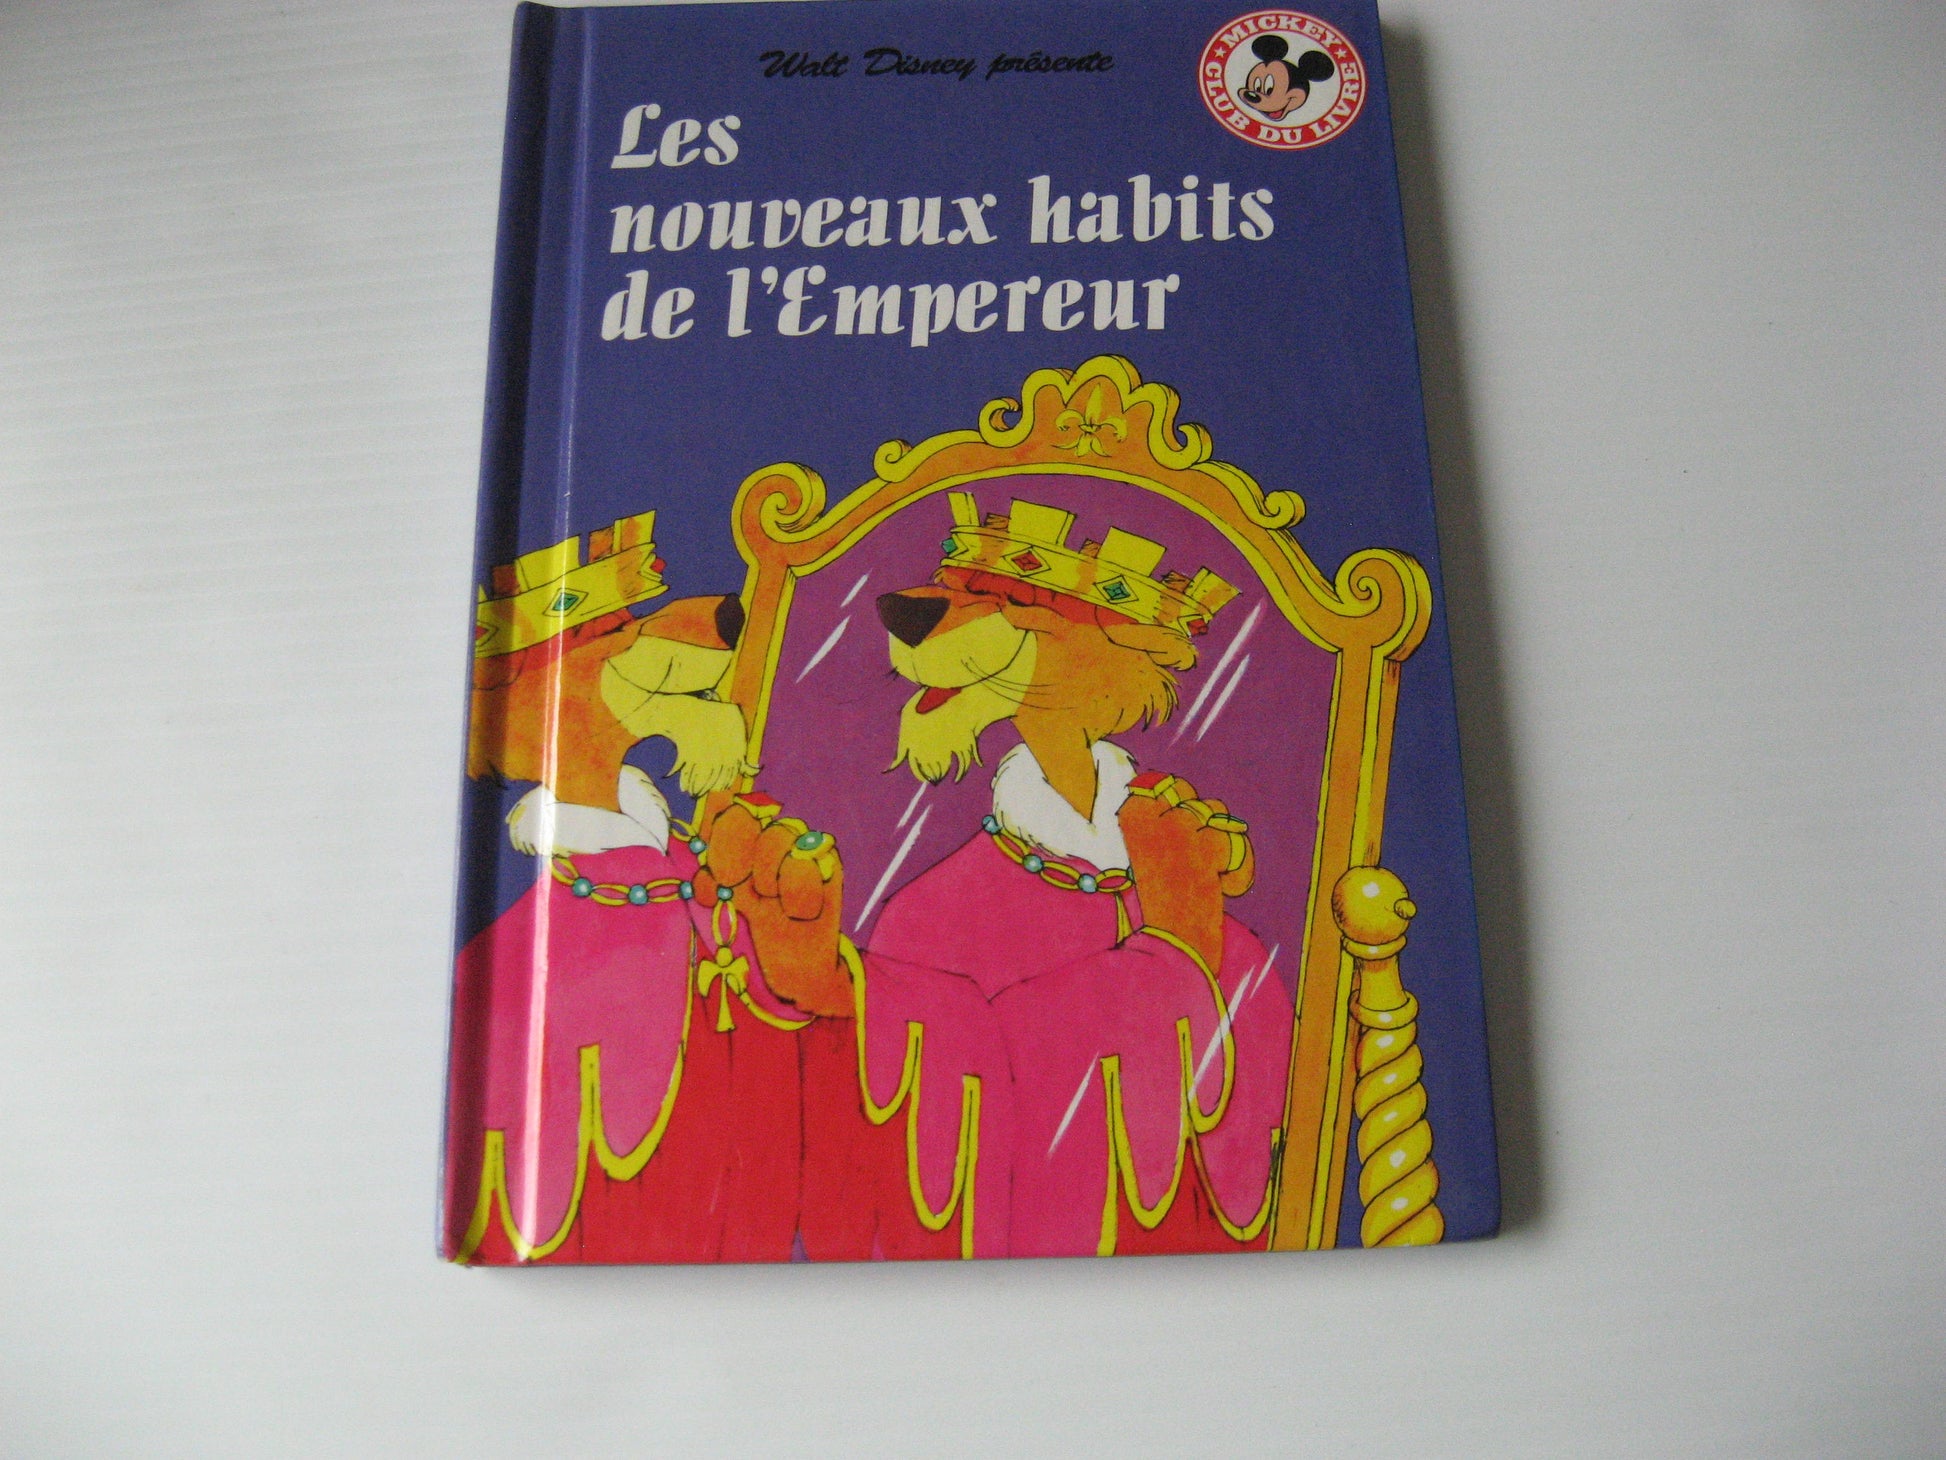 Walt Disney présente
MICKEY
CLUB DU LIVRE
Les
nouveaux habits
de l'Empereur